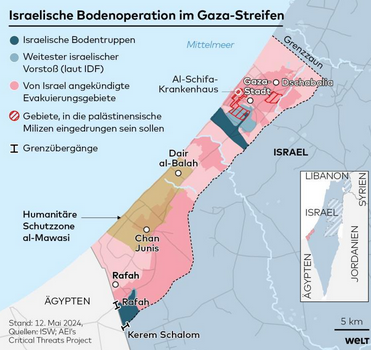 Israelische Bodenoperation im Gaza-Streifen
Israelische Bodentruppen
Weitester israelischer
Vorstoß (laut IDF)
Von Israel angekündigte
Evakuierungsgebiete
Gebiete, in die palästinensische
Milizen eingedrungen sein sollen
Grenzübergänge
Mittelmeer
Grenzzaun
Al-Schifa-
Krankenhaus
Gaza-
Stadt
Dschabalia
ISRAEL
Dair
al-Balah
Humanitäre
Schutzzone
al-Mawasi
Chan
Junis
Rafah
ÄGYPTEN
Rafah
Kerem Schalom
LIBANON
SYRIEN
ISRAEL
JORDANIEN
ÄGYPTEN
Stand: 12. Mai 2024,
Quellen: ISW; AEI's
Critical Threats Project
5 km
WELT